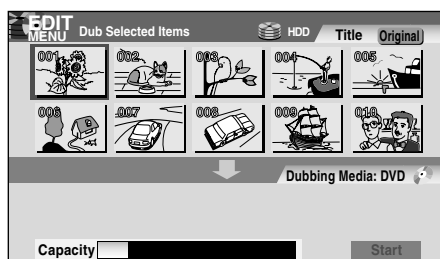 EDIT
MENU Dub Selected Items HDD Title Original
001 002 003 004 005
006 007 008 009 010
Dubbing Media: DVD
Capacity Start